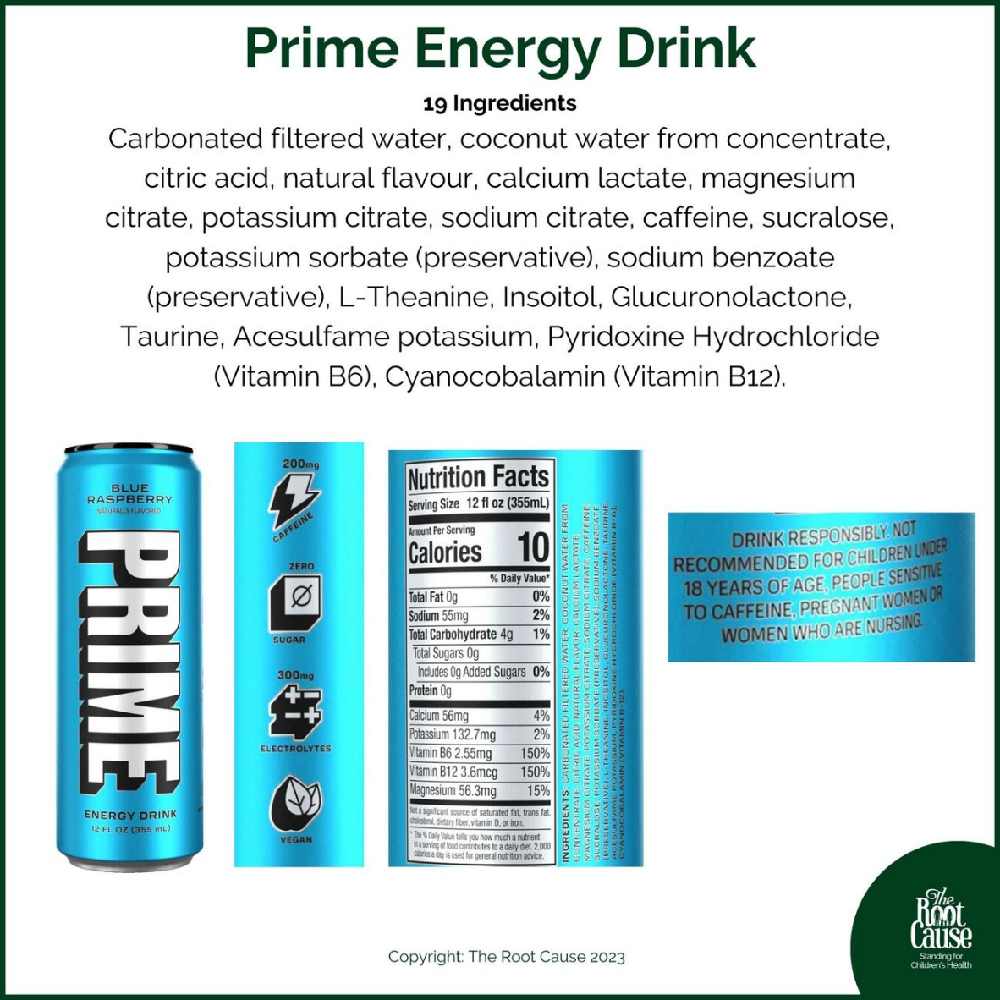 Prime Energy Drink
19 Ingredients
Carbonated filtered water, coconut water from concentrate,
citric acid, natural flavour, calcium lactate, magnesium
citrate, potassium citrate, sodium citrate, caffeine, sucralose,
potassium sorbate (preservative), sodium benzoate
(preservative), L-Theanine, Insoitol, Glucuronolactone,
Taurine, Acesulfame potassium, Pyridoxine Hydrochloride
(Vitamin B6), Cyanocobalamin (Vitamin B12).
BLUE
RASPBERRY
NATURALLY FLAVORED
PRIME
ENERGY DRINK
12 FL OZ (355 mL)
200mg
CAFFEINE
ZERO
SUGAR
300mg
ELECTROLYTES
VEGAN
Nutrition Facts
Serving Size 12 fl oz (355mL)
Amount Per Serving
Calories 10
% Daily Value*
Total Fat 0g 0%
Sodium 55mg 2%
Total Carbohydrate 4g 1%
Total Sugars 0g
Includes 0g Added Sugars 0%
Protein 0g
Calcium 56mg 4%
Potassium 132.7mg 2%
Vitamin B6 2.55mg 150%
Vitamin B12 3.6mcg 150%
Magnesium 56.3mg 15%
Not a significant source of saturated fat, trans fat,
cholesterol, dietary fiber, vitamin D, or iron.
* The % Daily Value tells you how much a nutrient
in a serving of food contributes to a daily diet. 2,000
calories a day is used for general nutrition advice.
INGREDIENTS: CARBONATED FILTERED WATER, COCONUT WATER FROM
CONCENTRATE, CITRIC ACID, NATURAL FLAVOR, CALCIUM LACTATE,
MAGNESIUM CITRATE, POTASSIUM CITRATE, SODIUM CITRATE, CAFFEINE,
SUCRALOSE, POTASSIUM SORBATE (PRESERVATIVE), SODIUM BENZOATE
(PRESERVATIVE), L-THEANINE, INOSITOL, GLUCURONOLACTONE, TAURINE,
ACESULFAME POTASSIUM, PYRIDOXINE HYDROCHLORIDE (VITAMIN B-6),
CYANOCOBALAMIN (VITAMIN B-12).
DRINK RESPONSIBLY. NOT
RECOMMENDED FOR CHILDREN UNDER
18 YEARS OF AGE, PEOPLE SENSITIVE
TO CAFFEINE, PREGNANT WOMEN OR
WOMEN WHO ARE NURSING.
The
Root
Cause
Standing for
Children's Health
Copyright: The Root Cause 2023